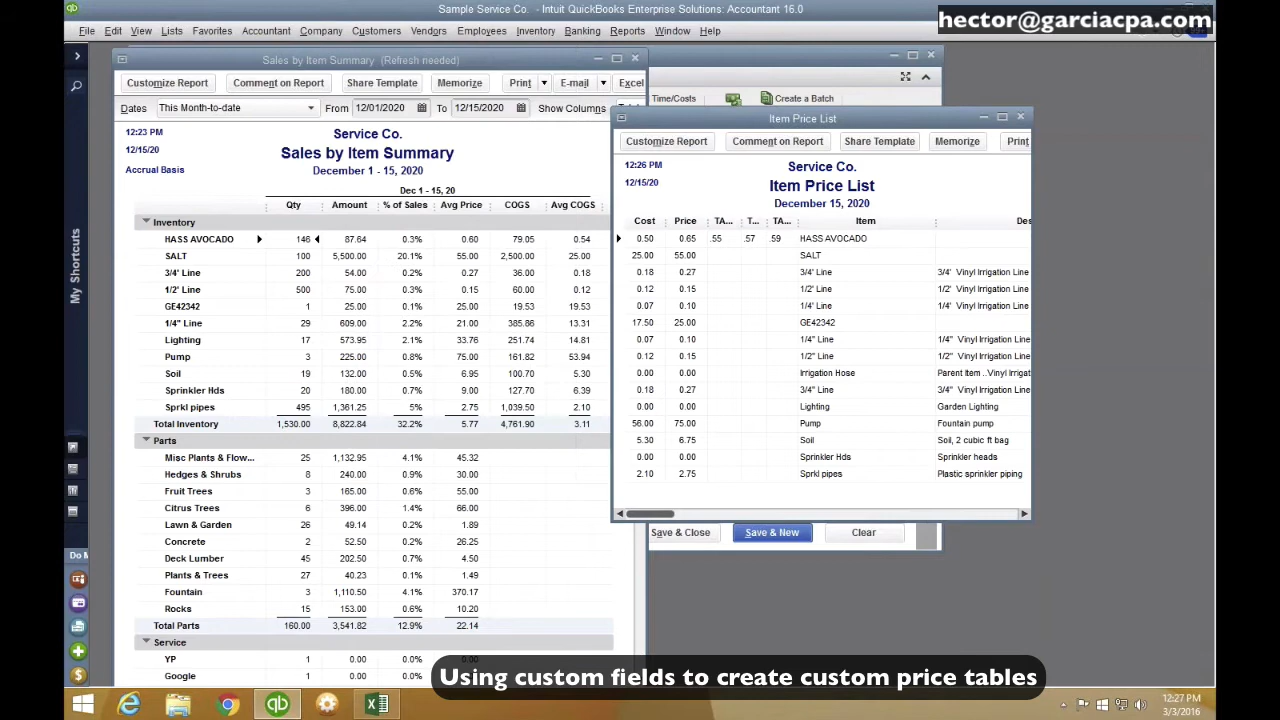 Sample Service Co. - Intuit QuickBooks Enterprise Solutions: Accountant 16.0
hector@garciacpa.com
File Edit View Lists Favorites Accountant Company Customers Vendors Employees Inventory Banking Reports Window Help
Sales by Item Summary (Refresh needed)
Customize Report Comment on Report Share Template Memorize Print E-mail Excel
Dates This Month-to-date From 12/01/2020 To 12/15/2020 Show Columns
12:23 PM
12/15/20
Accrual Basis
Service Co.
Sales by Item Summary
December 1 - 15, 2020
Dec 1 - 15, 20
Qty Amount % of Sales Avg Price COGS Avg COGS
Inventory
HASS AVOCADO 146 87.64 0.3% 0.60 79.05 0.54
SALT 100 5,500.00 20.1% 55.00 2,500.00 25.00
3/4' Line 200 54.00 0.2% 0.27 36.00 0.18
1/2' Line 500 75.00 0.3% 0.15 60.00 0.12
GE42342 1 25.00 0.1% 25.00 19.53 19.53
1/4" Line 29 609.00 2.2% 21.00 385.86 13.31
Lighting 17 573.95 2.1% 33.76 251.74 14.81
Pump 3 225.00 0.8% 75.00 161.82 53.94
Soil 19 132.00 0.5% 6.95 100.70 5.30
Sprinkler Hds 20 180.00 0.7% 9.00 127.70 6.39
Sprkl pipes 495 1,361.25 5% 2.75 1,039.50 2.10
Total Inventory 1,530.00 8,822.84 32.2% 5.77 4,761.90 3.11
Parts
Misc Plants & Flow... 25 1,132.95 4.1% 45.32
Hedges & Shrubs 8 240.00 0.9% 30.00
Fruit Trees 3 165.00 0.6% 55.00
Citrus Trees 6 396.00 1.4% 66.00
Lawn & Garden 26 49.14 0.2% 1.89
Concrete 2 52.50 0.2% 26.25
Deck Lumber 45 202.50 0.7% 4.50
Plants & Trees 27 40.23 0.1% 1.49
Fountain 3 1,110.50 4.1% 370.17
Rocks 15 153.00 0.6% 10.20
Total Parts 160.00 3,541.82 12.9% 22.14
Service
YP 1 0.00 0.0%
Google 1 0.00 0.0%
Time/Costs Create a Batch
Item Price List
Customize Report Comment on Report Share Template Memorize Print
12:26 PM
12/15/20
Service Co.
Item Price List
December 15, 2020
Cost Price TA... T... TA... Item Des
0.50 0.65 .55 .57 .59 HASS AVOCADO
25.00 55.00 SALT
0.18 0.27 3/4' Line 3/4' Vinyl Irrigation Line
0.12 0.15 1/2' Line 1/2' Vinyl Irrigation Line
0.07 0.10 1/4' Line 1/4' Vinyl Irrigation Line
17.50 25.00 GE42342
0.07 0.10 1/4" Line 1/4" Vinyl Irrigation Line
0.12 0.15 1/2" Line 1/2" Vinyl Irrigation Line
0.00 0.00 Irrigation Hose Parent Item ..Vinyl Irrigat
0.18 0.27 3/4" Line 3/4" Vinyl Irrigation Line
0.00 0.00 Lighting Garden Lighting
56.00 75.00 Pump Fountain pump
5.30 6.75 Soil Soil, 2 cubic ft bag
0.00 0.00 Sprinkler Hds Sprinkler heads
2.10 2.75 Sprkl pipes Plastic sprinkler piping
Save & Close Save & New Clear
My Shortcuts
Do M
Using custom fields to create custom price tables
12:27 PM
3/3/2016